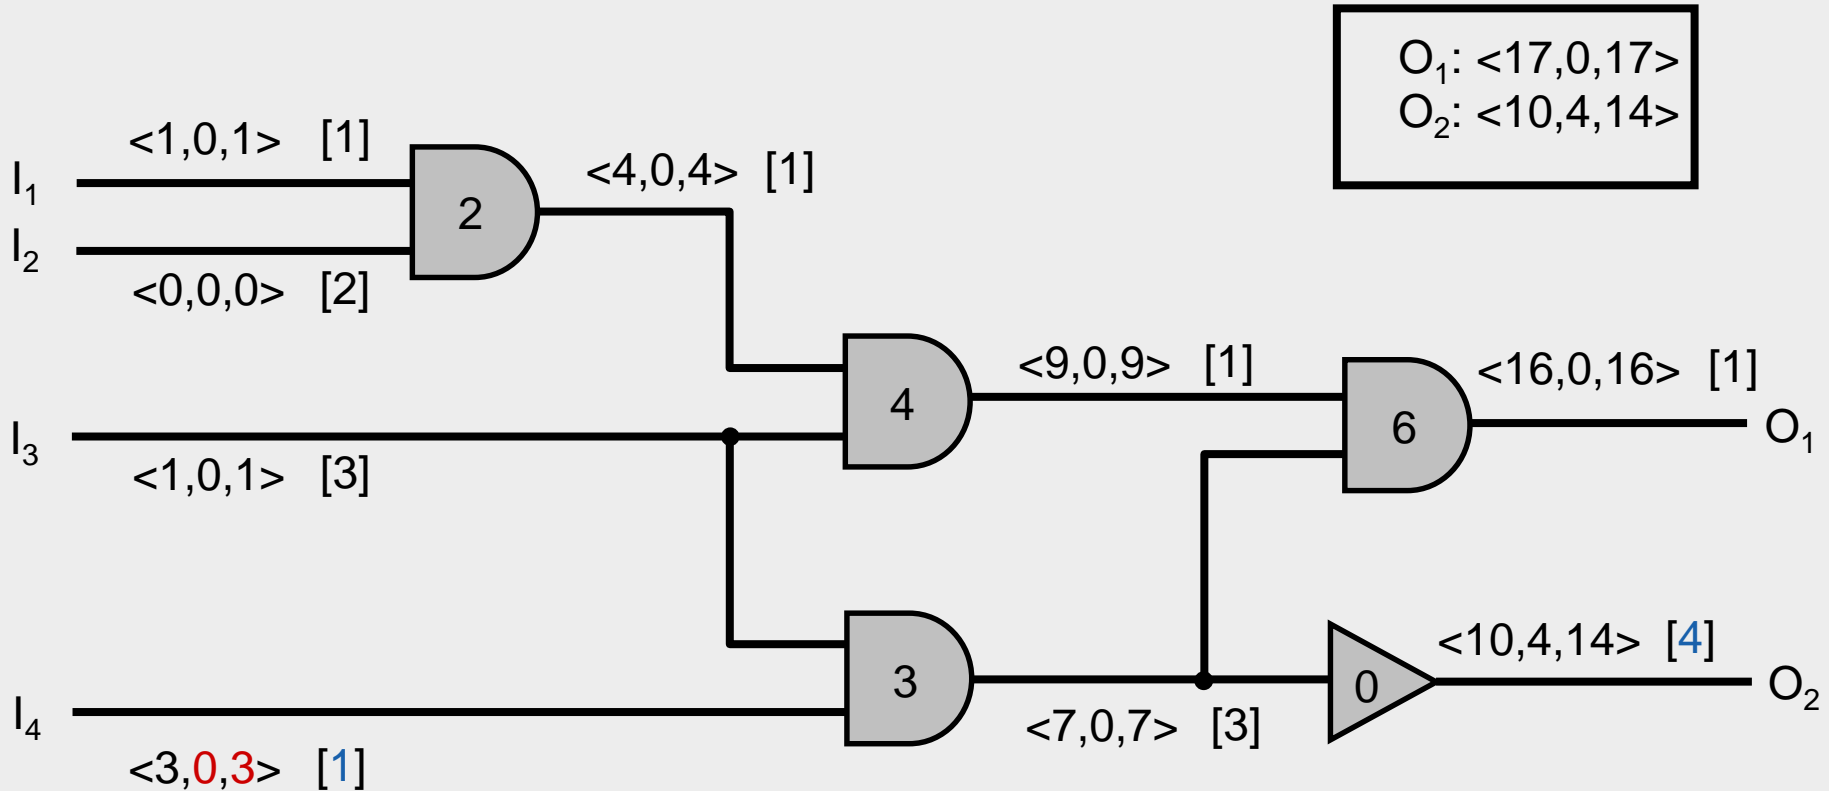 O1: <17,0,17>
O2: <10,4,14>
<1,0,1> [1]
I1
2
<4,0,4> [1]
I2
<0,0,0> [2]
4
<9,0,9> [1]
6
<16,0,16> [1]
O1
I3
<1,0,1> [3]
3
0
<10,4,14> [4]
O2
<7,0,7> [3]
I4
<3,0,3> [1]